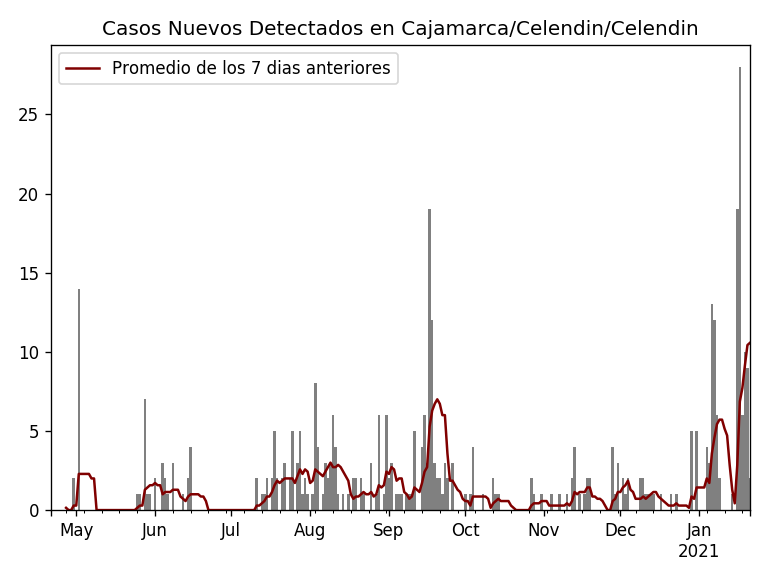 Casos Nuevos Detectados en Cajamarca/Celendin/Celendin
Promedio de los 7 dias anteriores
25
20
15
10
5
0
May Jun Jul Aug Sep Oct Nov Dec Jan
2021